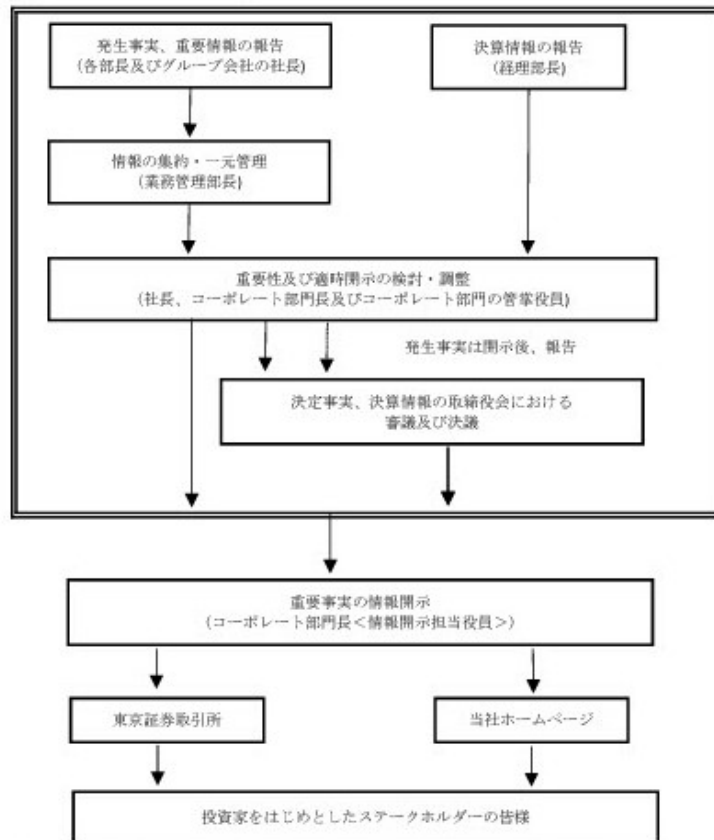 発生事実、重要情報の報告
(各部長及びグループ会社の社長)
決算情報の報告
(経理部長)
情報の集約・一元管理
(業務管理部長)
重要性及び適時開示の検討・調整
(社長、コーポレート部門長及びコーポレート部門の管掌役員)
発生事実は開示後、報告
決定事実、決算情報の取締役会における
審議及び決議
重要事実の情報開示
(コーポレート部門長＜情報開示担当役員＞)
東京証券取引所
当社ホームページ
投資家をはじめとしたステークホルダーの皆様